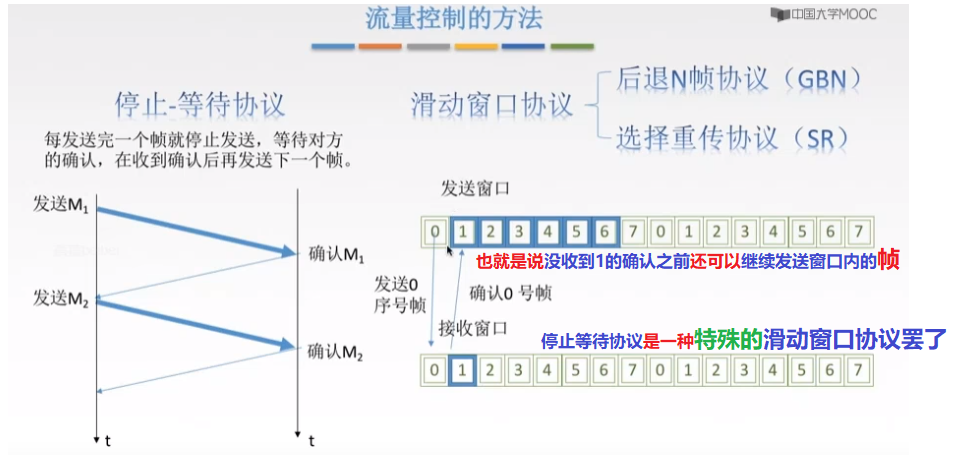 流量控制的方法
中国大学MOOC
停止-等待协议
每发送完一个帧就停止发送，等待对方
的确认，在收到确认后再发送下一个帧。
发送M1
确认M1
发送M2
确认M2
t
t
滑动窗口协议
后退N帧协议（GBN）
选择重传协议（SR）
发送窗口
0 1 2 3 4 5 6 7 0 1 2 3 4 5 6 7
也就是说没收到1的确认之前还可以继续发送窗口内的帧
发送0
序号帧
确认0 号帧
接收窗口
停止等待协议是一种特殊的滑动窗口协议罢了
0 1 2 3 4 5 6 7 0 1 2 3 4 5 6 7